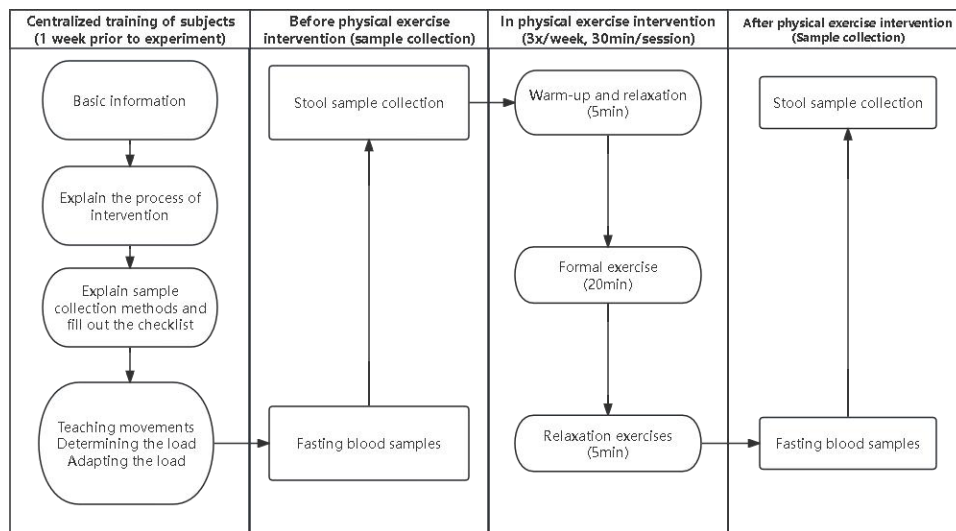 Centralized training of subjects
(1 week prior to experiment)
Basic information
Explain the process of
intervention
Explain sample
collection methods and
fill out the checklist
Teaching movements
Determining the load
Adapting the load
Before physical exercise
intervention (sample collection)
Stool sample collection
Fasting blood samples
In physical exercise intervention
(3x/week, 30min/session)
Warm-up and relaxation
(5min)
Formal exercise
(20min)
Relaxation exercises
(5min)
After physical exercise intervention
(Sample collection)
Stool sample collection
Fasting blood samples